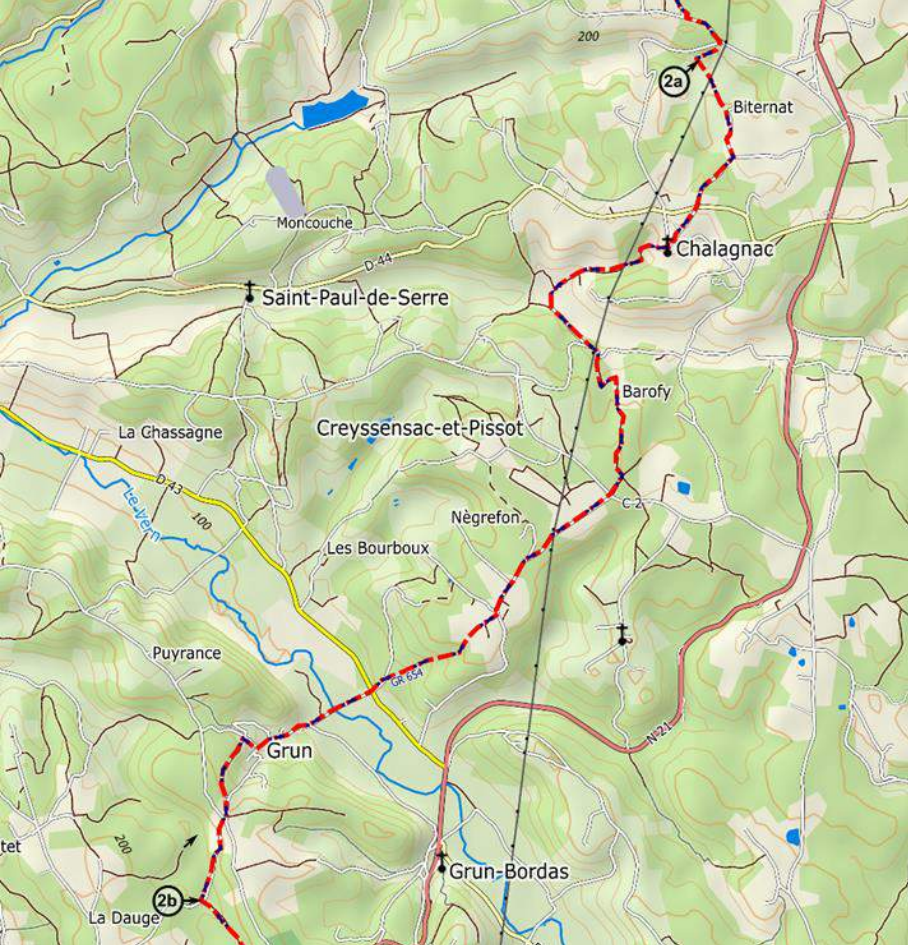 200
2a
Biternat
Moncouche
Chalagnac
D 44
Saint-Paul-de-Serre
Barofy
La Chassagne
Creyssensac-et-Pissot
D 43
Le Vern
100
C 2
Nègrefon
Les Bourboux
Puyrance
GR 654
N 21
Grun
200
tet
Grun-Bordas
2b
La Dauge